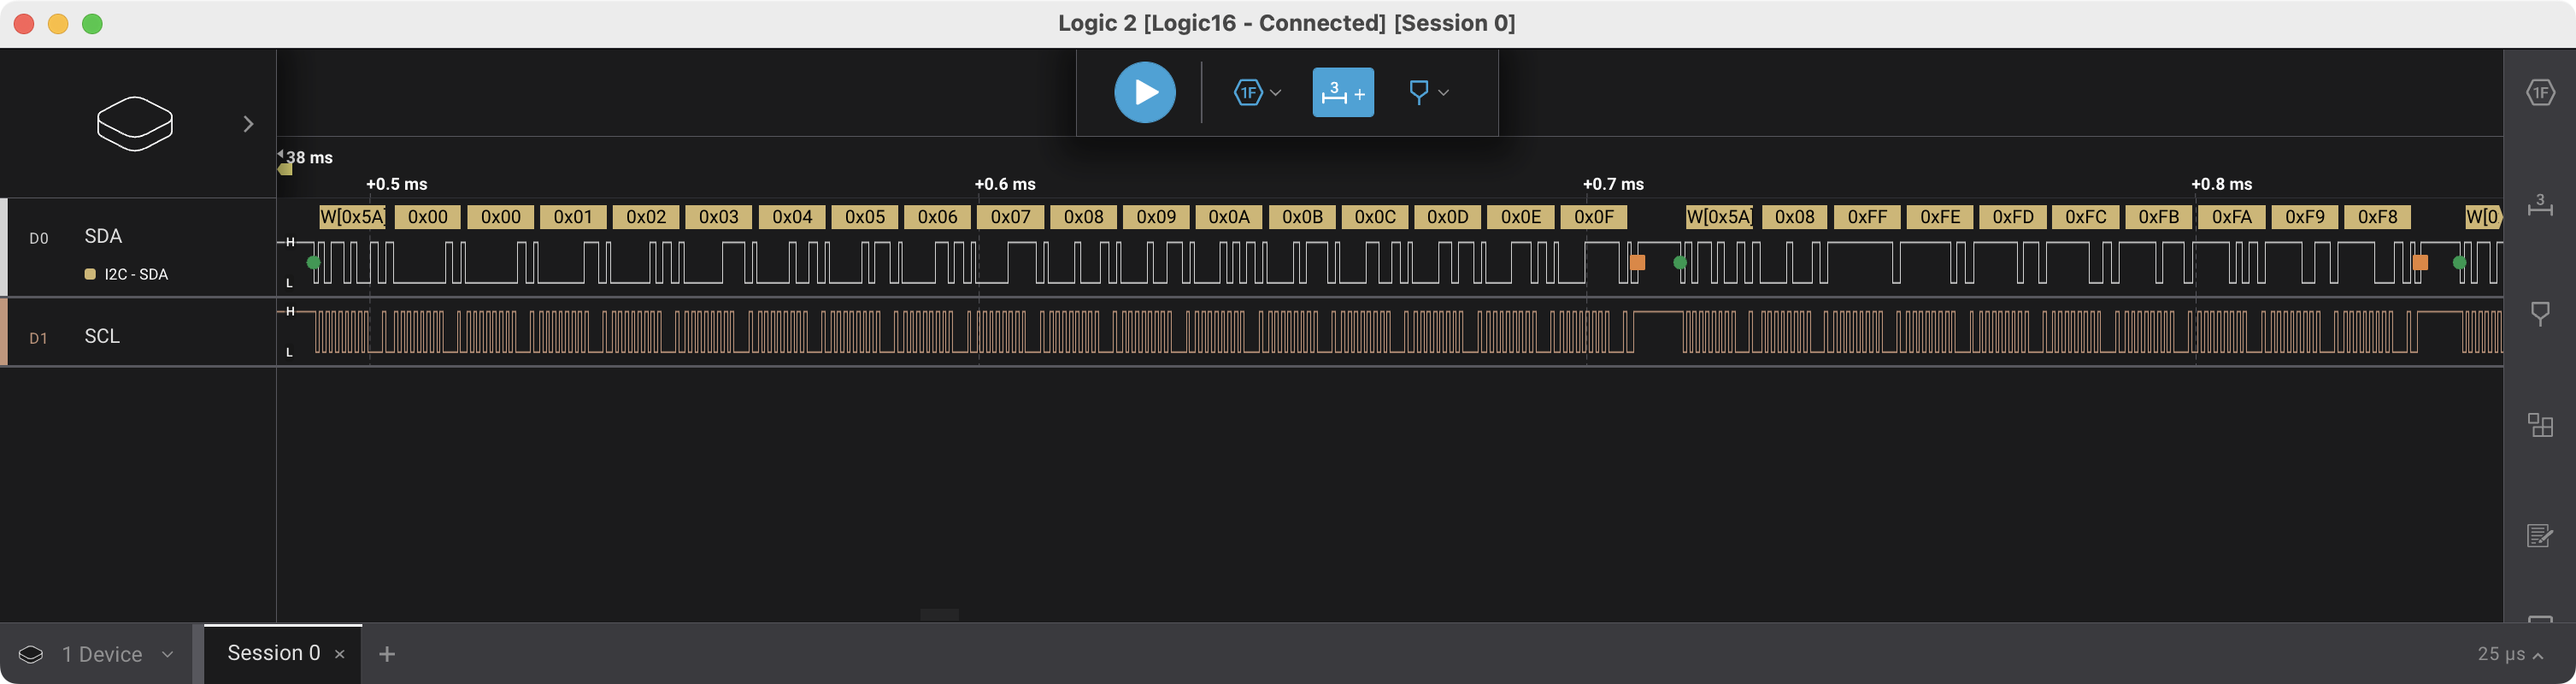 Logic 2 [Logic16 - Connected] [Session 0]
1F 3 +
38 ms
+0.5 ms +0.6 ms +0.7 ms +0.8 ms
W[0x5A] 0x00 0x00 0x01 0x02 0x03 0x04 0x05 0x06 0x07 0x08 0x09 0x0A 0x0B 0x0C 0x0D 0x0E 0x0F W[0x5A] 0x08 0xFF 0xFE 0xFD 0xFC 0xFB 0xFA 0xF9 0xF8 W[0
D0 SDA
H
I2C - SDA
L
D1 SCL
H
L
1F
3
1 Device
Session 0 ×
+
25 µs